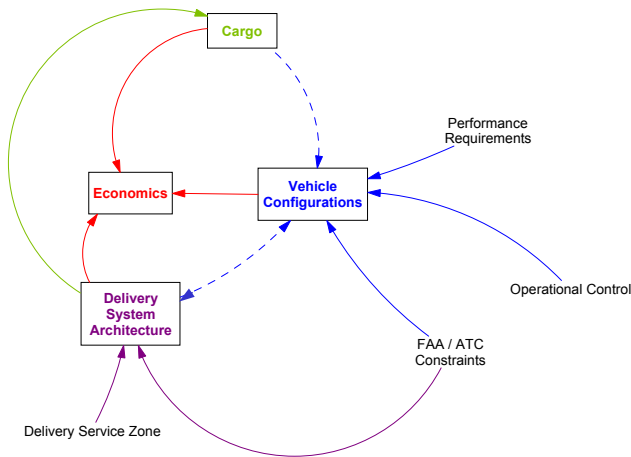 Cargo
Performance
Requirements
Economics
Vehicle
Configurations
Operational Control
Delivery
System
Architecture
FAA / ATC
Constraints
Delivery Service Zone